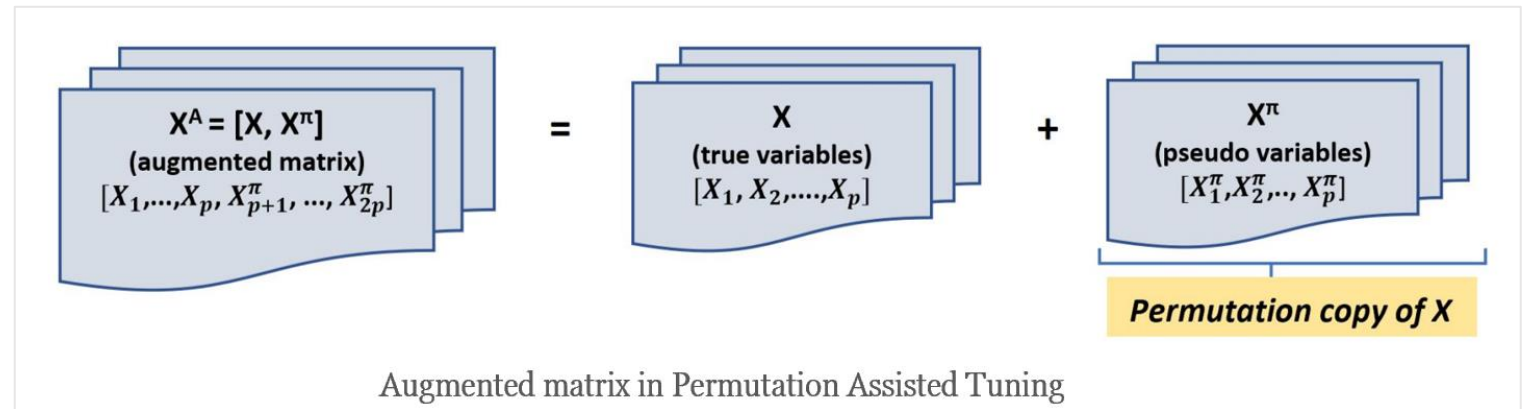 X^A = [X, X^π]
(augmented matrix)
[X_1,...,X_p, X^π_{p+1}, ..., X^π_{2p}]
=
X
(true variables)
[X_1, X_2,....,X_p]
+
X^π
(pseudo variables)
[X^π_1,X^π_2,.., X^π_p]
Permutation copy of X
Augmented matrix in Permutation Assisted Tuning